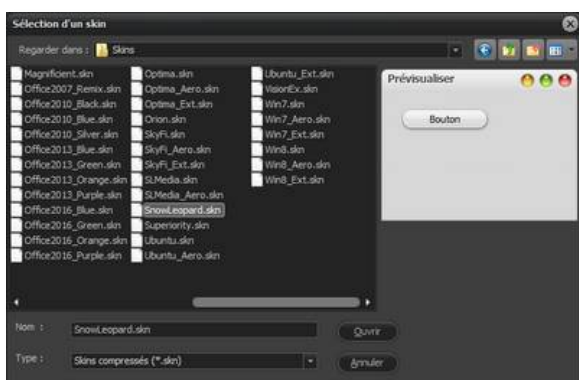 Sélection d'un skin
Regarder dans : Skins
Magnificient.skn
Office2007_Remix.skn
Office2010_Black.skn
Office2010_Blue.skn
Office2010_Silver.skn
Office2013_Blue.skn
Office2013_Green.skn
Office2013_Orange.skn
Office2013_Purple.skn
Office2016_Blue.skn
Office2016_Green.skn
Office2016_Orange.skn
Office2016_Purple.skn
Optima.skn
Optima_Aero.skn
Optima_Ext.skn
Orion.skn
SkyFi.skn
SkyFi_Aero.skn
SkyFi_Ext.skn
SLMedia.skn
SLMedia_Aero.skn
SnowLeopard.skn
Superiority.skn
Ubuntu.skn
Ubuntu_Aero.skn
Ubuntu_Ext.skn
VisionEx.skn
Win7.skn
Win7_Aero.skn
Win7_Ext.skn
Win8.skn
Win8_Aero.skn
Win8_Ext.skn
Prévisualiser
Bouton
Nom : SnowLeopard.skn
Ouvrir
Type : Skins compressés (*.skn)
Annuler